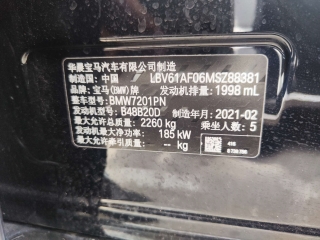 华晨宝马汽车有限公司制造
制造国：中国 LBV61AF06MSZ88381
品牌：宝马(BMW)牌 发动机排量：1998 mL
整车型号：BMW7201PN
发动机型号：B48B20D 制造年月：2021-02
最大允许总质量：2260 kg 乘坐人数：5
发动机最大净功率：185 kW
最大允许牵引质量：-- kg